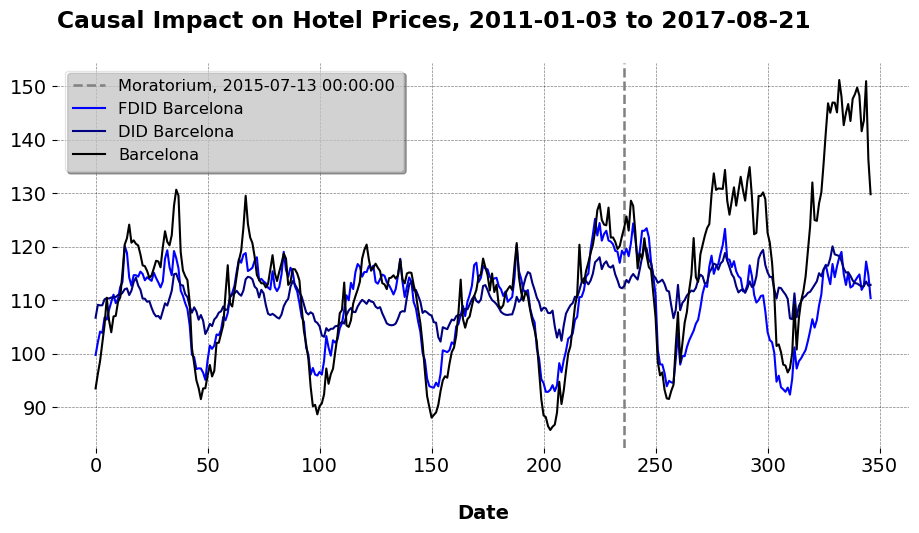 Causal Impact on Hotel Prices, 2011-01-03 to 2017-08-21
Moratorium, 2015-07-13 00:00:00
FDID Barcelona
DID Barcelona
Barcelona
150
140
130
120
110
100
90
0 50 100 150 200 250 300 350
Date